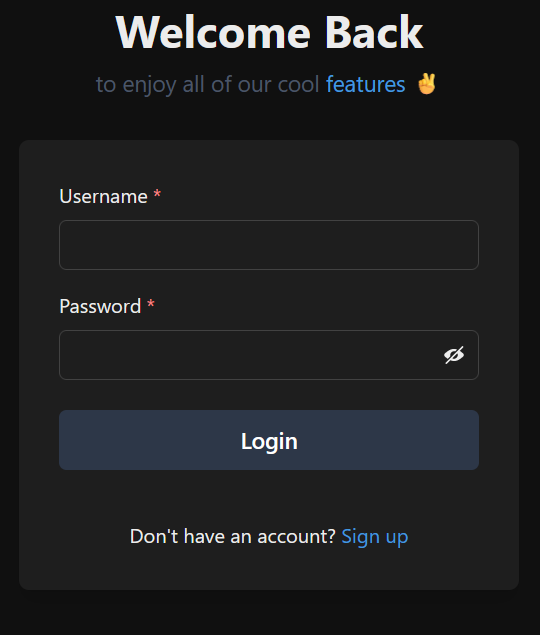 Welcome Back
to enjoy all of our cool features ✌️
Username *
Password *
Login
Don't have an account? Sign up